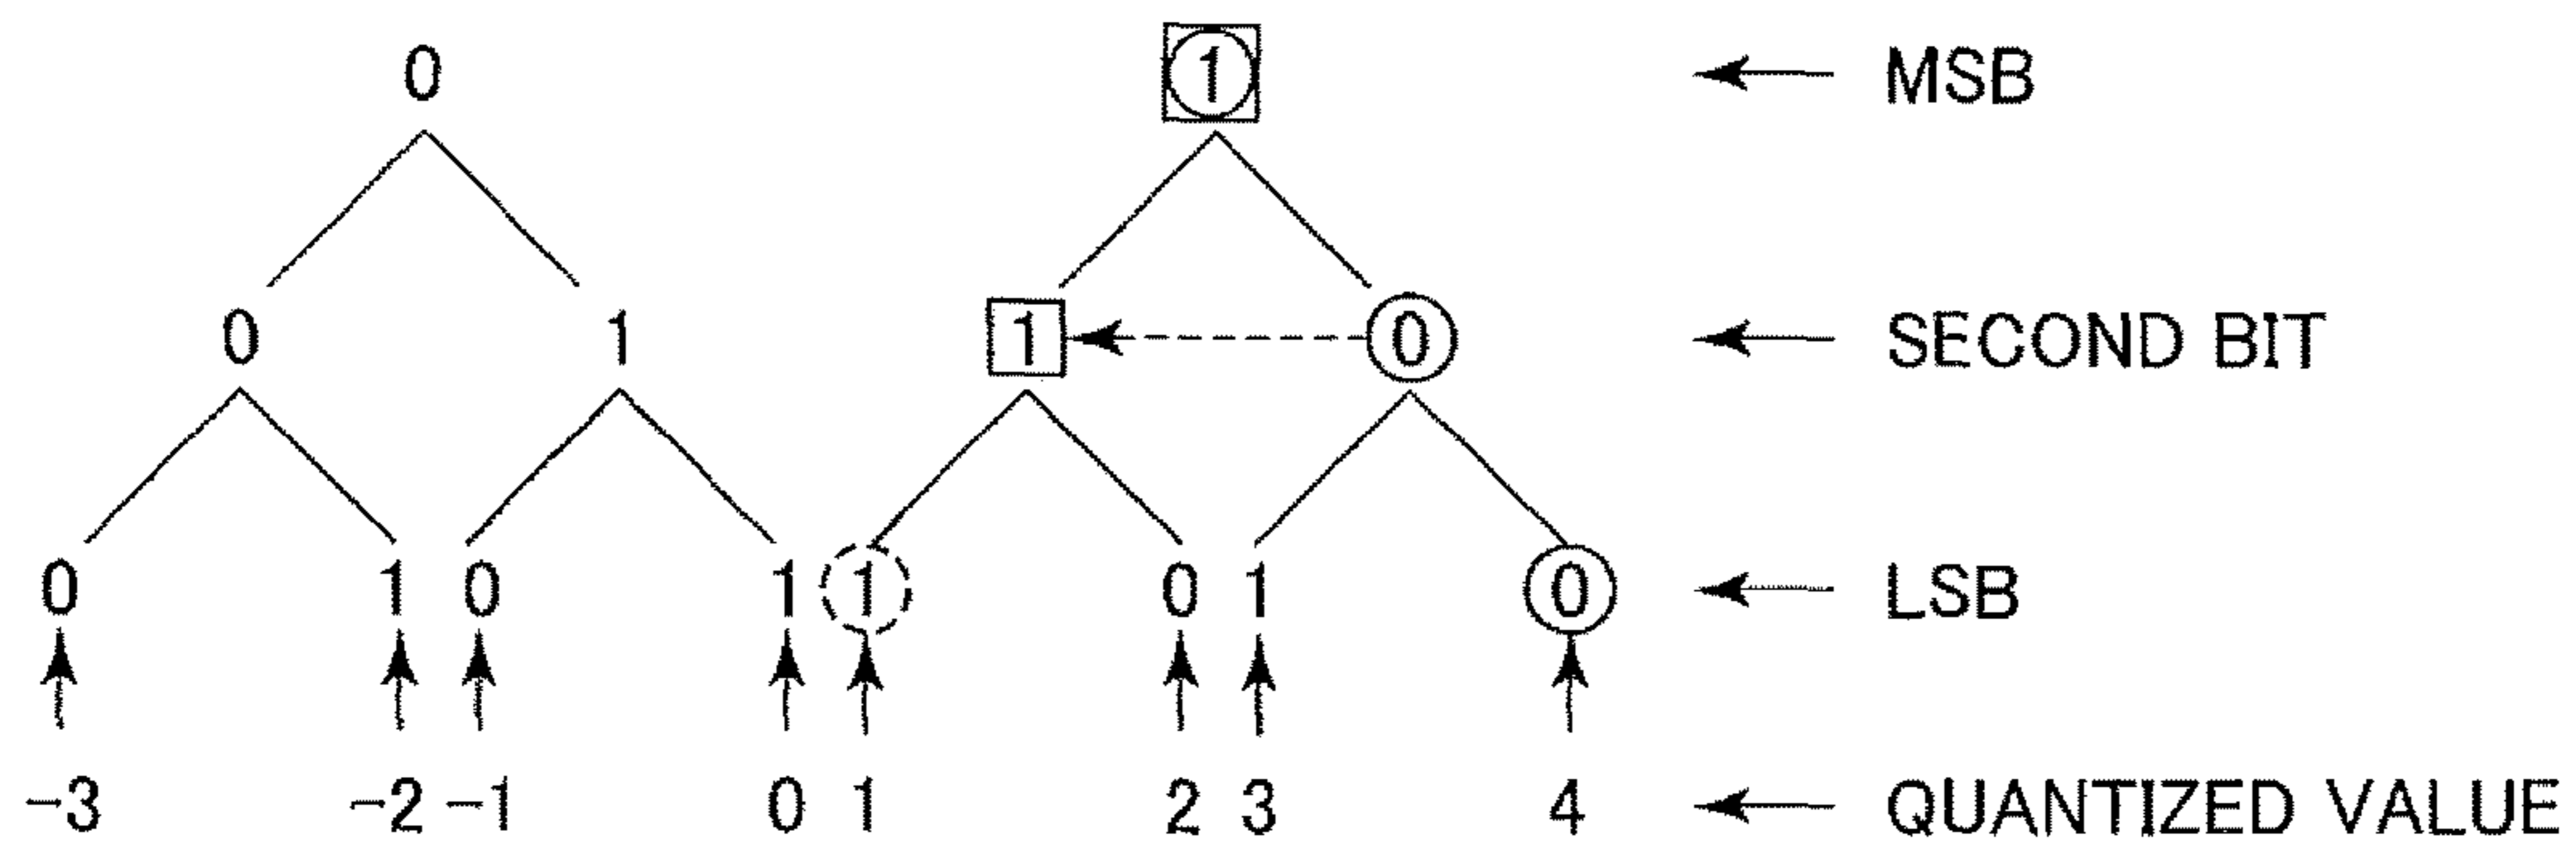 0 1 MSB
0 1 1 0 SECOND BIT
0 1 0 1 1 0 1 0 LSB
-3 -2 -1 0 1 2 3 4 QUANTIZED VALUE